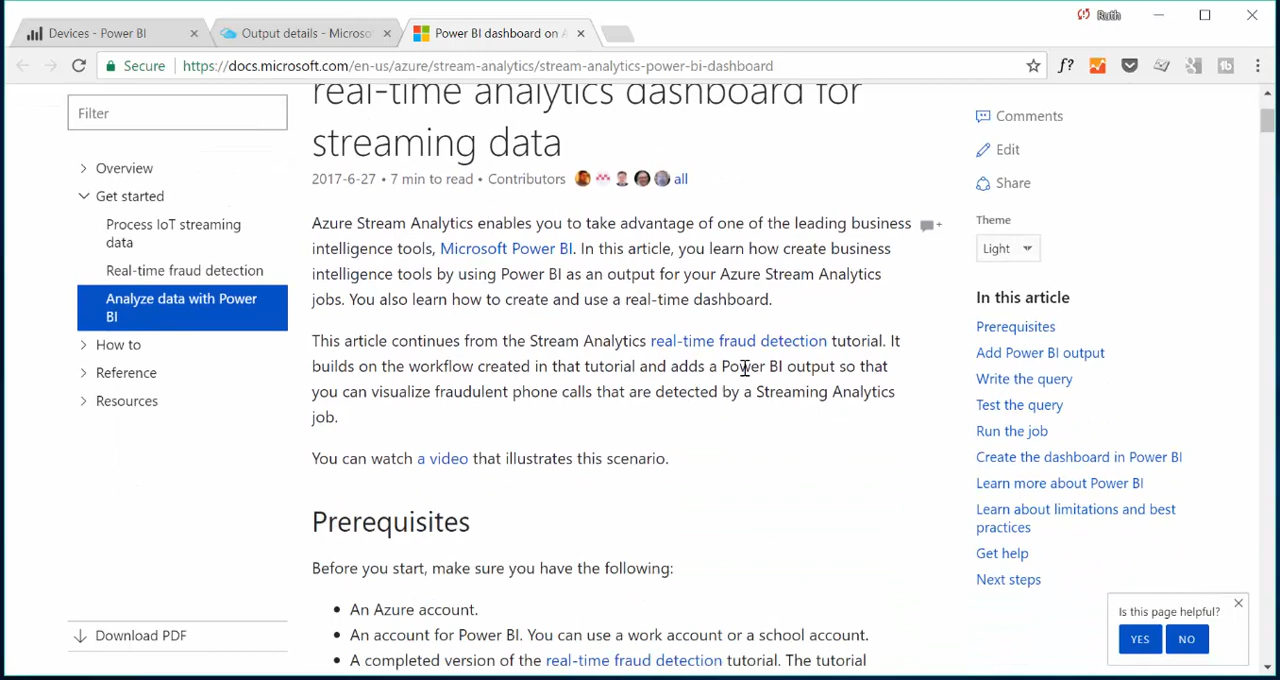 Ruth
Devices - Power BI
Output details - Microso
Power BI dashboard on A
Secure
https://docs.microsoft.com/en-us/azure/stream-analytics/stream-analytics-power-bi-dashboard
f?
Filter
Overview
Get started
Process IoT streaming
data
Real-time fraud detection
Analyze data with Power
BI
How to
Reference
Resources
Download PDF
real-time analytics dashboard for
streaming data
2017-6-27 • 7 min to read • Contributors all
Azure Stream Analytics enables you to take advantage of one of the leading business
intelligence tools, Microsoft Power BI. In this article, you learn how create business
intelligence tools by using Power BI as an output for your Azure Stream Analytics
jobs. You also learn how to create and use a real-time dashboard.
This article continues from the Stream Analytics real-time fraud detection tutorial. It
builds on the workflow created in that tutorial and adds a Power BI output so that
you can visualize fraudulent phone calls that are detected by a Streaming Analytics
job.
You can watch a video that illustrates this scenario.
Prerequisites
Before you start, make sure you have the following:
• An Azure account.
• An account for Power BI. You can use a work account or a school account.
• A completed version of the real-time fraud detection tutorial. The tutorial
Comments
Edit
Share
Theme
Light
In this article
Prerequisites
Add Power BI output
Write the query
Test the query
Run the job
Create the dashboard in Power BI
Learn more about Power BI
Learn about limitations and best
practices
Get help
Next steps
Is this page helpful?
YES NO